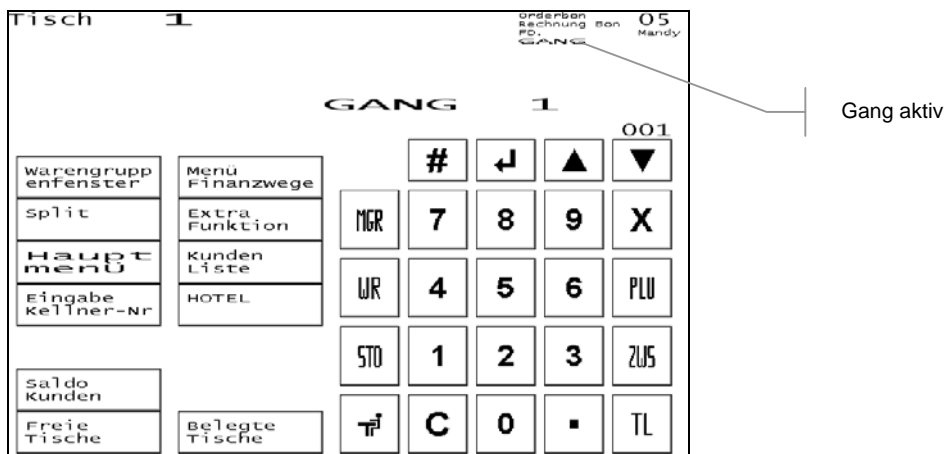 Tisch 1
Orderbon
Rechnung Bon
FD.
GANG
05
Mandy
Gang aktiv
GANG 1
001
# ↲ ▲ ▼
Warengrupp
enfenster
Menü
Finanzwege
Split
Extra
Funktion
MGR 7 8 9 X
Haupt
menü
Kunden
Liste
WR 4 5 6 PLU
Eingabe
Kellner-Nr
HOTEL
STO 1 2 3 ZWS
Saldo
Kunden
Freie
Tische
Belegte
Tische
C 0 . TL